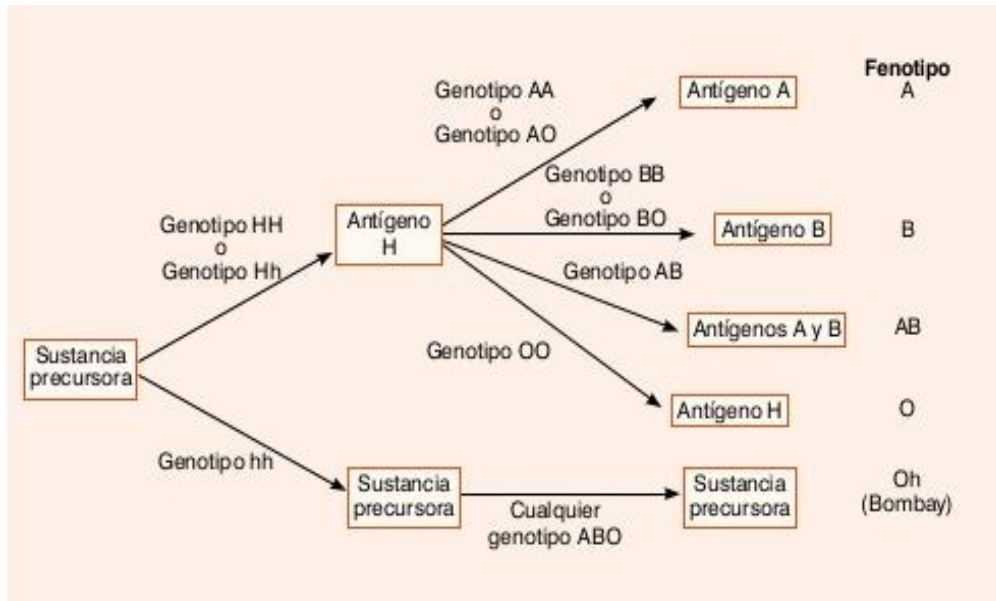 Fenotipo
Genotipo AA
o
Genotipo AO
Antígeno A
A
Genotipo BB
o
Genotipo BO
Antígeno B
B
Genotipo HH
o
Genotipo Hh
Antígeno
H
Genotipo AB
Antígenos A y B
AB
Sustancia
precursora
Genotipo OO
Antígeno H
O
Genotipo hh
Sustancia
precursora
Cualquier
genotipo ABO
Sustancia
precursora
Oh
(Bombay)